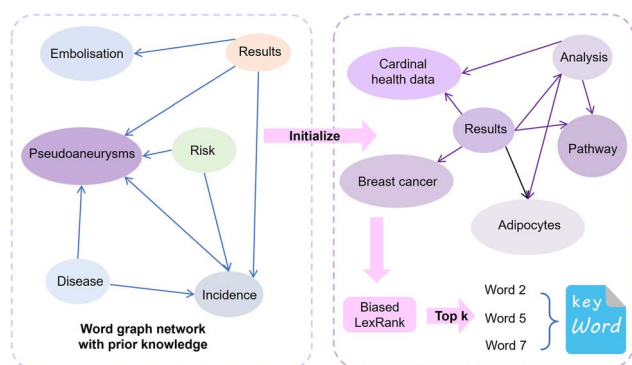 Embolisation
Results
Pseudoaneurysms
Risk
Disease
Incidence
Word graph network
with prior knowledge
Initialize
Cardinal
health data
Analysis
Results
Pathway
Breast cancer
Adipocytes
Biased
LexRank
Top k
Word 2
Word 5
Word 7
key
Word